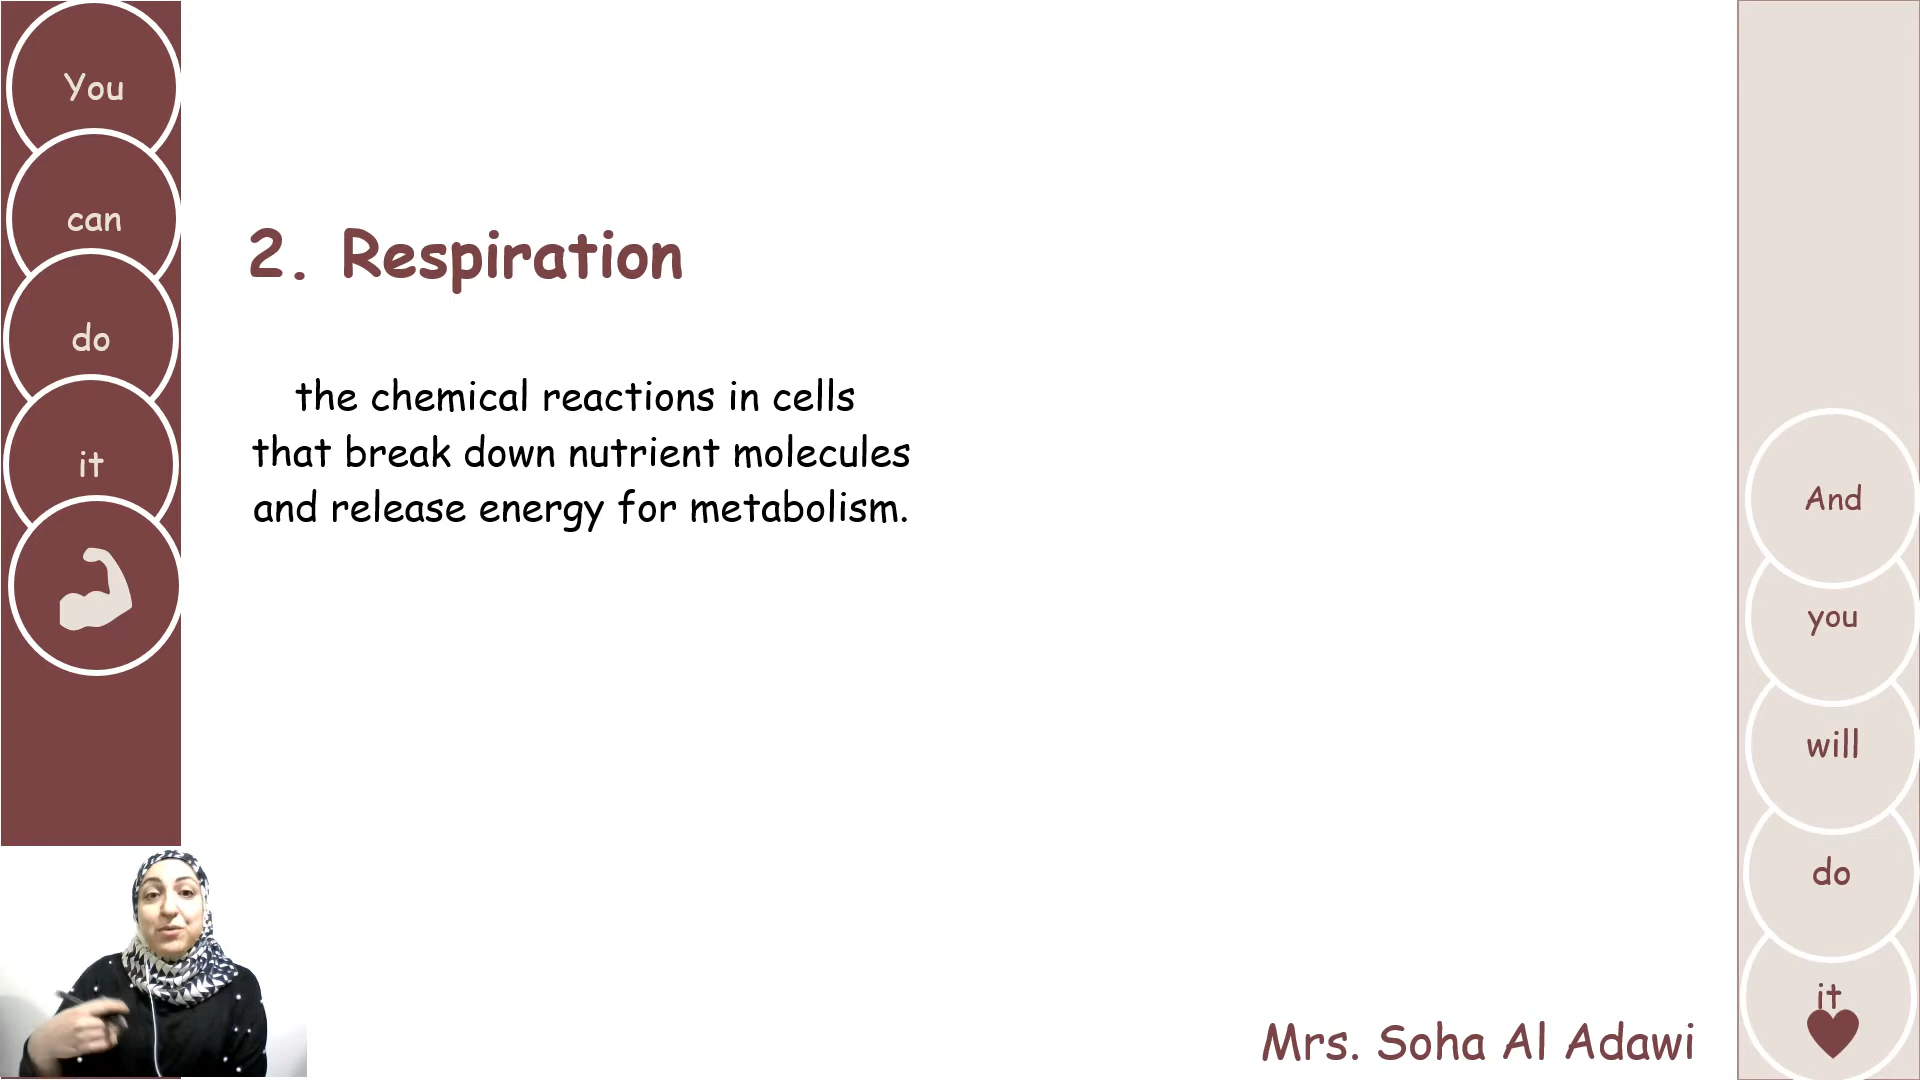 You
can
do
it
2. Respiration
the chemical reactions in cells
that break down nutrient molecules
and release energy for metabolism.
And
you
will
do
it
Mrs. Soha Al Adawi